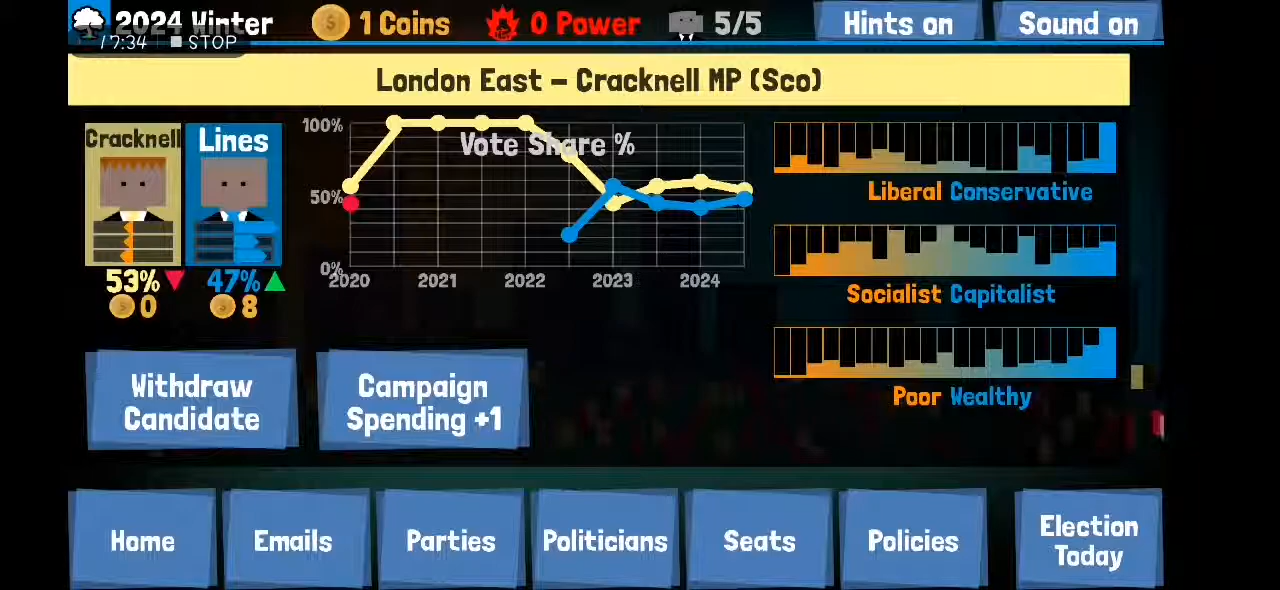 2024 Winter
1 Coins
0 Power
5/5
Hints on
Sound on
7:34
STOP
London East – Cracknell MP (Sco)
Cracknell
Lines
53%
47%
0
8
Vote Share %
100%
50%
0%
2020
2021
2022
2023
2024
Liberal Conservative
Socialist Capitalist
Poor Wealthy
Withdraw
Candidate
Campaign
Spending +1
Home
Emails
Parties
Politicians
Seats
Policies
Election
Today